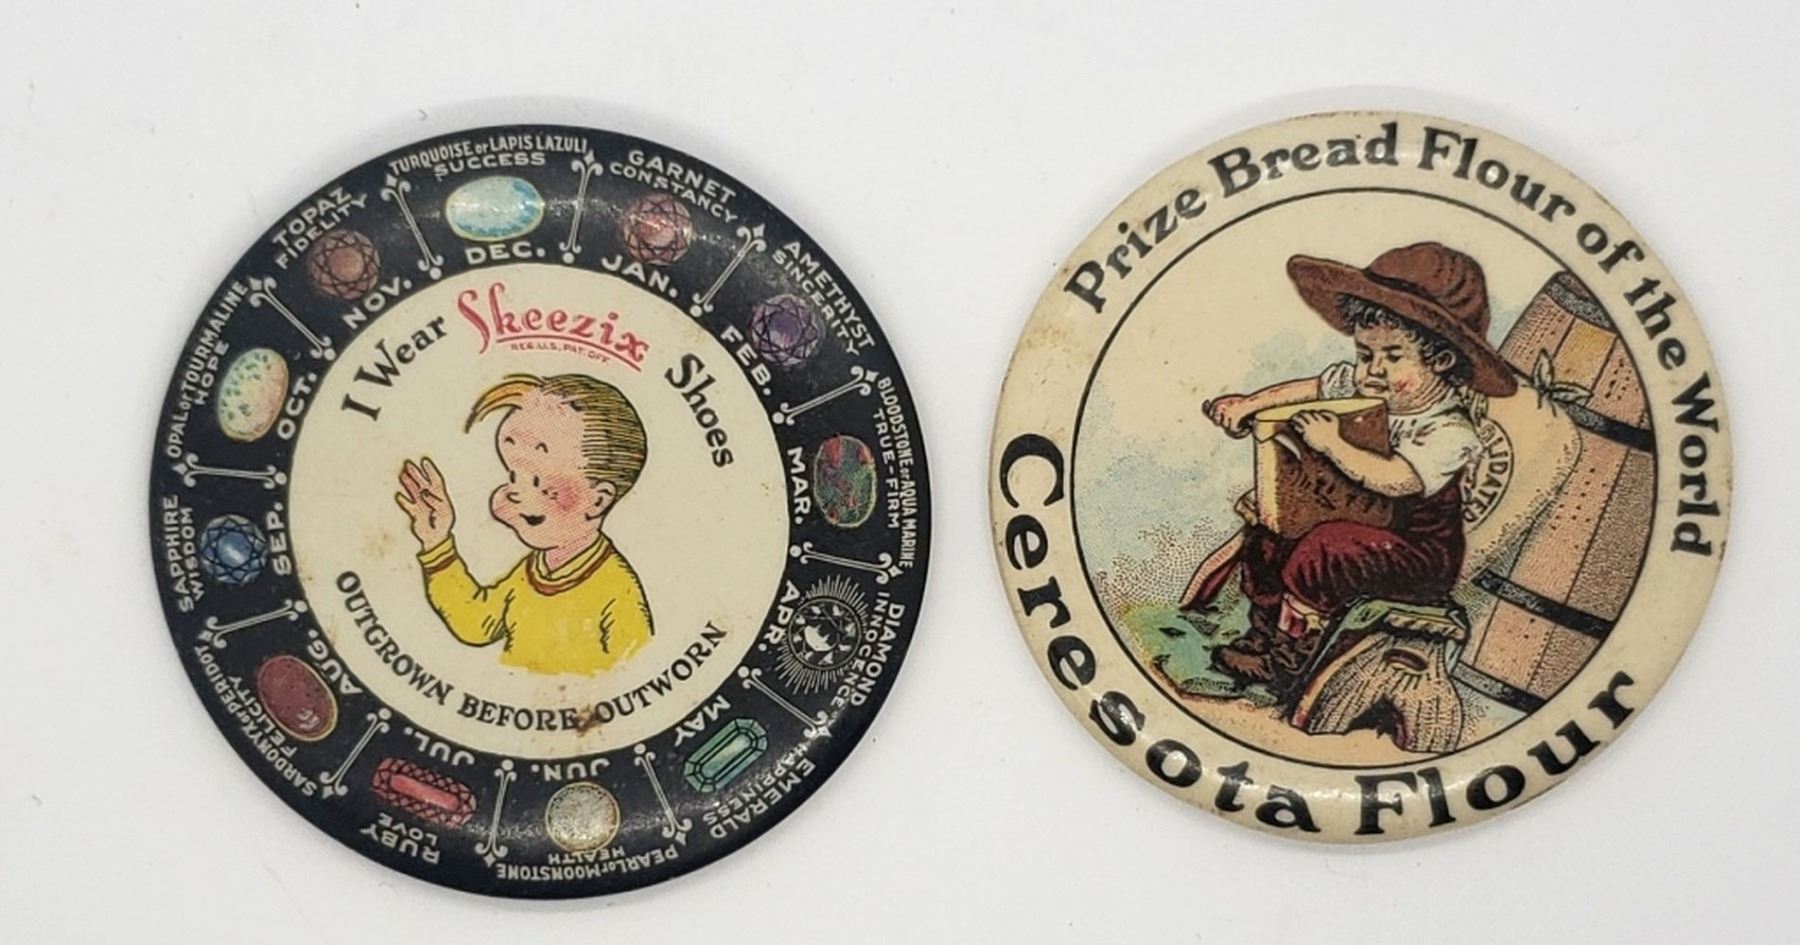 I Wear Skeezix Shoes
REG.U.S. PAT. OFF.
OUTGROWN BEFORE OUTWORN
GARNET
CONSTANCY
JAN.
AMETHYST
SINCERITY
FEB.
BLOODSTONE or AQUA MARINE
TRUE-FIRM
MAR.
DIAMOND
INNOCENCE
APR.
EMERALD
HAPPINESS
MAY
PEARL or MOONSTONE
HEALTH
JUN.
RUBY
LOVE
JUL.
SARDONYX or PERIDOT
FELICITY
AUG.
SAPPHIRE
WISDOM
SEP.
OPAL or TOURMALINE
HOPE
OCT.
TOPAZ
FIDELITY
NOV.
TURQUOISE or LAPIS LAZULI
SUCCESS
DEC.
Prize Bread Flour of the World
Ceresota Flour